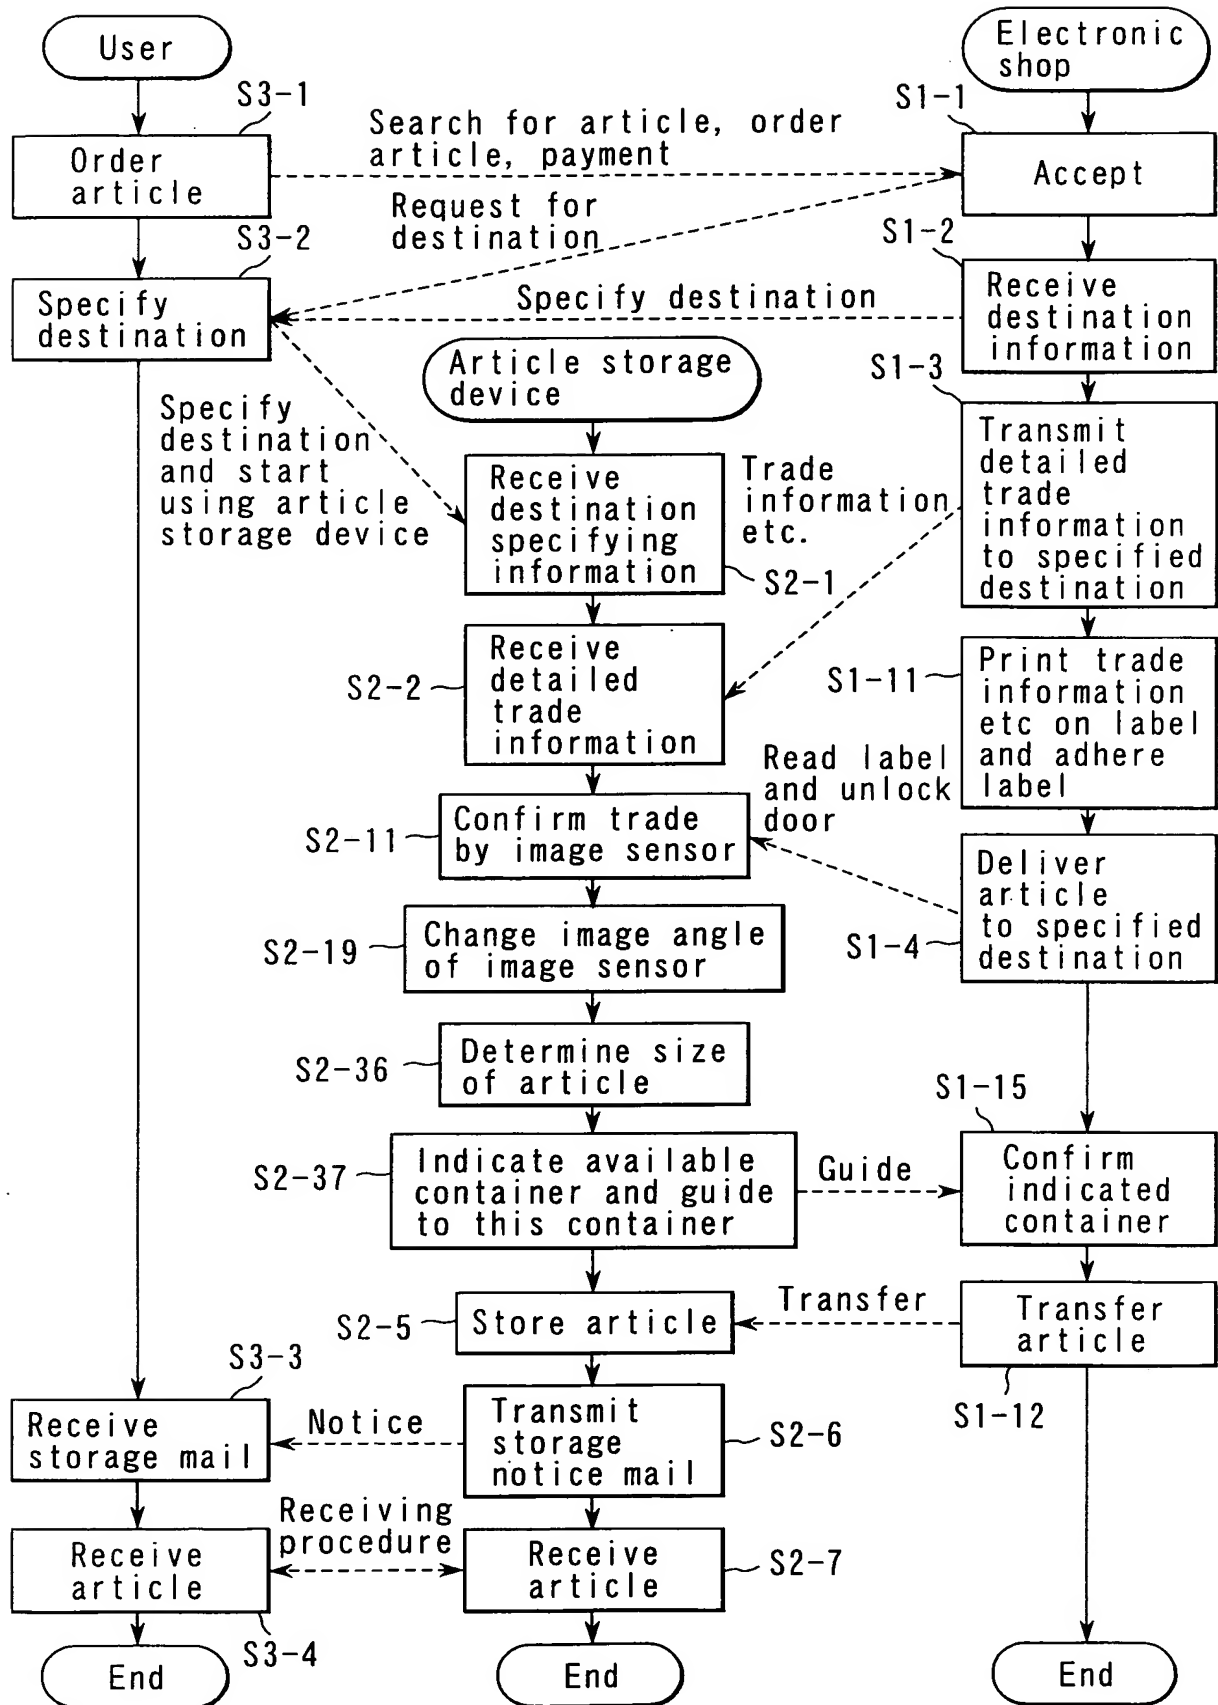 User
Electronic
shop
S3-1
S1-1
Search for article, order
article, payment
Order
article
Accept
Request for
destination
S3-2
S1-2
Specify
destination
Specify destination
Receive
destination
information
Article storage
device
S1-3
Specify
destination
and start
using article
storage device
Receive
destination
specifying
information
Trade
information
etc.
S2-1
Transmit
detailed
trade
information
to specified
destination
S2-2
Receive
detailed
trade
information
S1-11
Print trade
information
etc on label
and adhere
label
Read label
and unlock
door
S2-11
Confirm trade
by image sensor
Deliver
article
to specified
destination
S1-4
S2-19
Change image angle
of image sensor
S2-36
Determine size
of article
S1-15
S2-37
Indicate available
container and guide
to this container
Guide
Confirm
indicated
container
S2-5
Store article
Transfer
Transfer
article
S1-12
S3-3
Receive
storage mail
Notice
Transmit
storage
notice mail
S2-6
Receiving
procedure
Receive
article
S3-4
Receive
article
S2-7
End
End
End